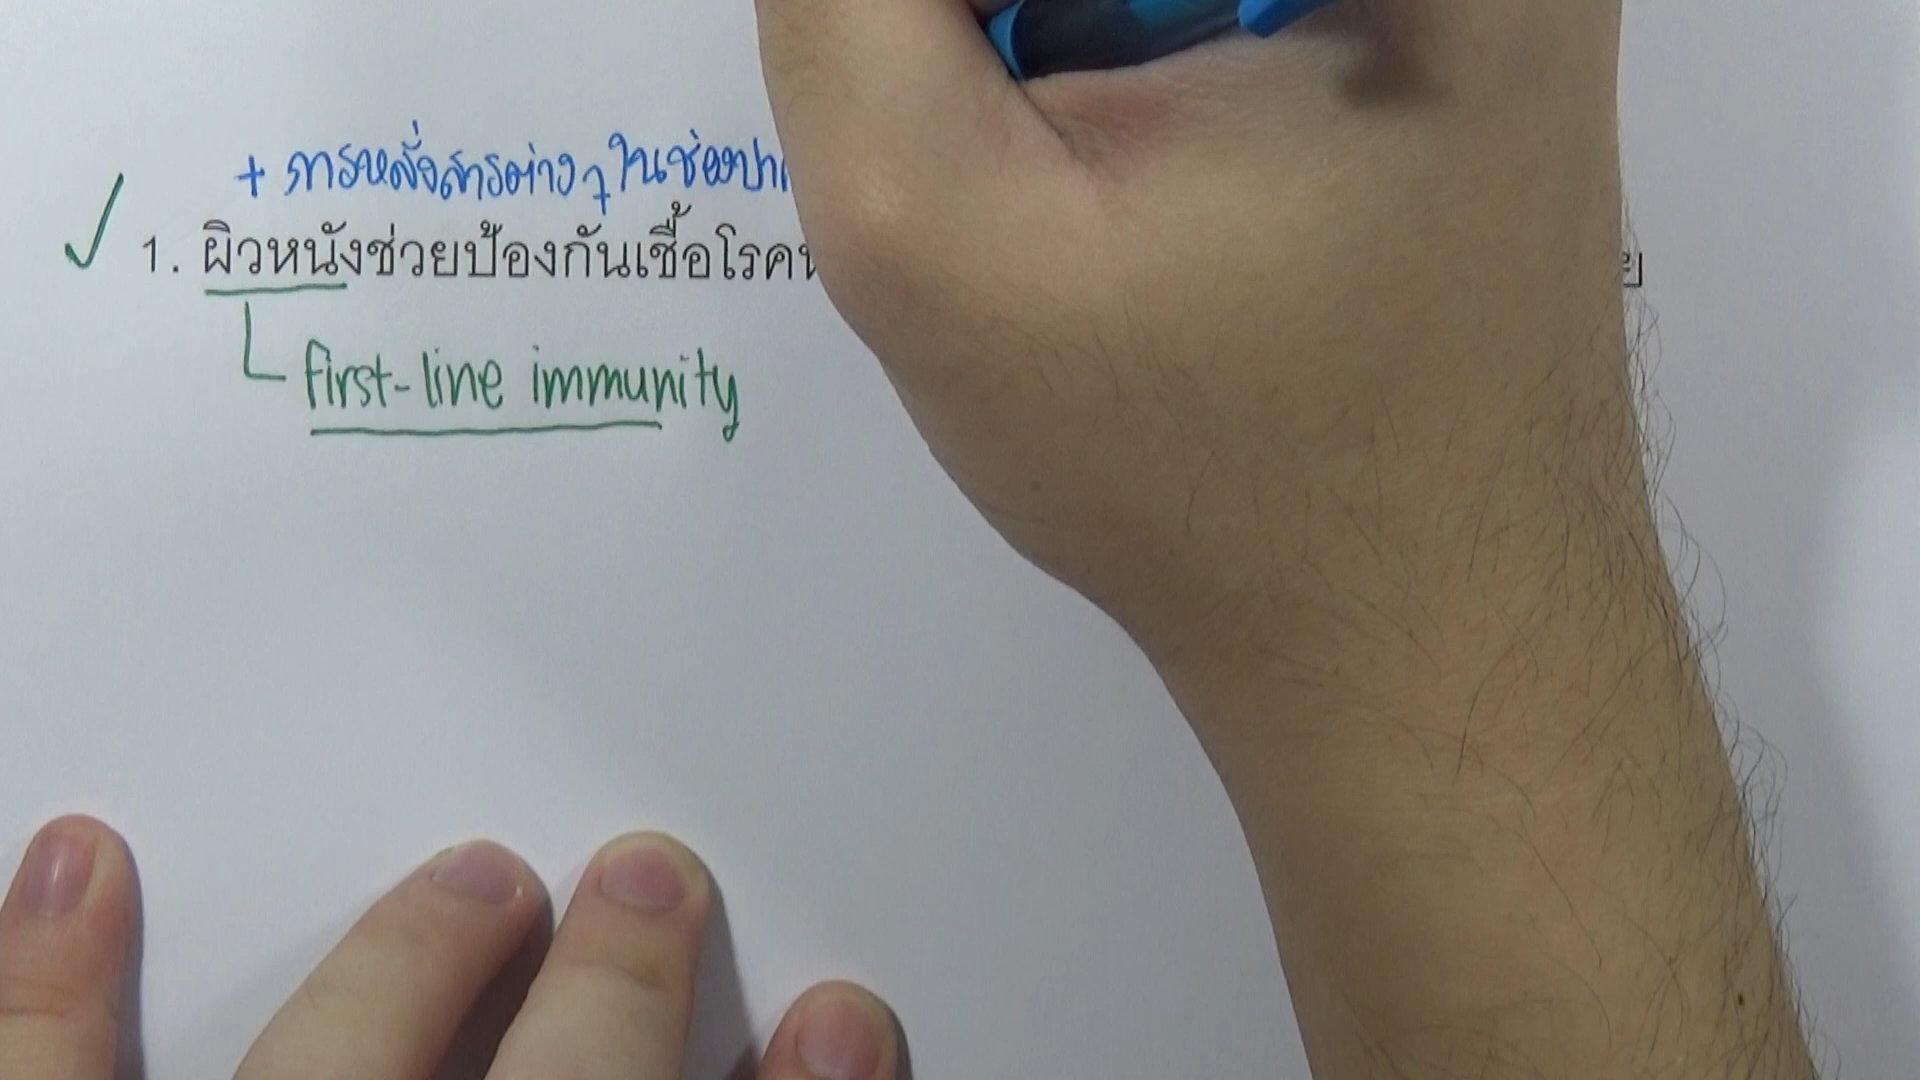 + การหลั่งสารต่างๆ ในช่องปา
✓ 1. ผิวหนังช่วยป้องกันเชื้อโรค
first-line immunity